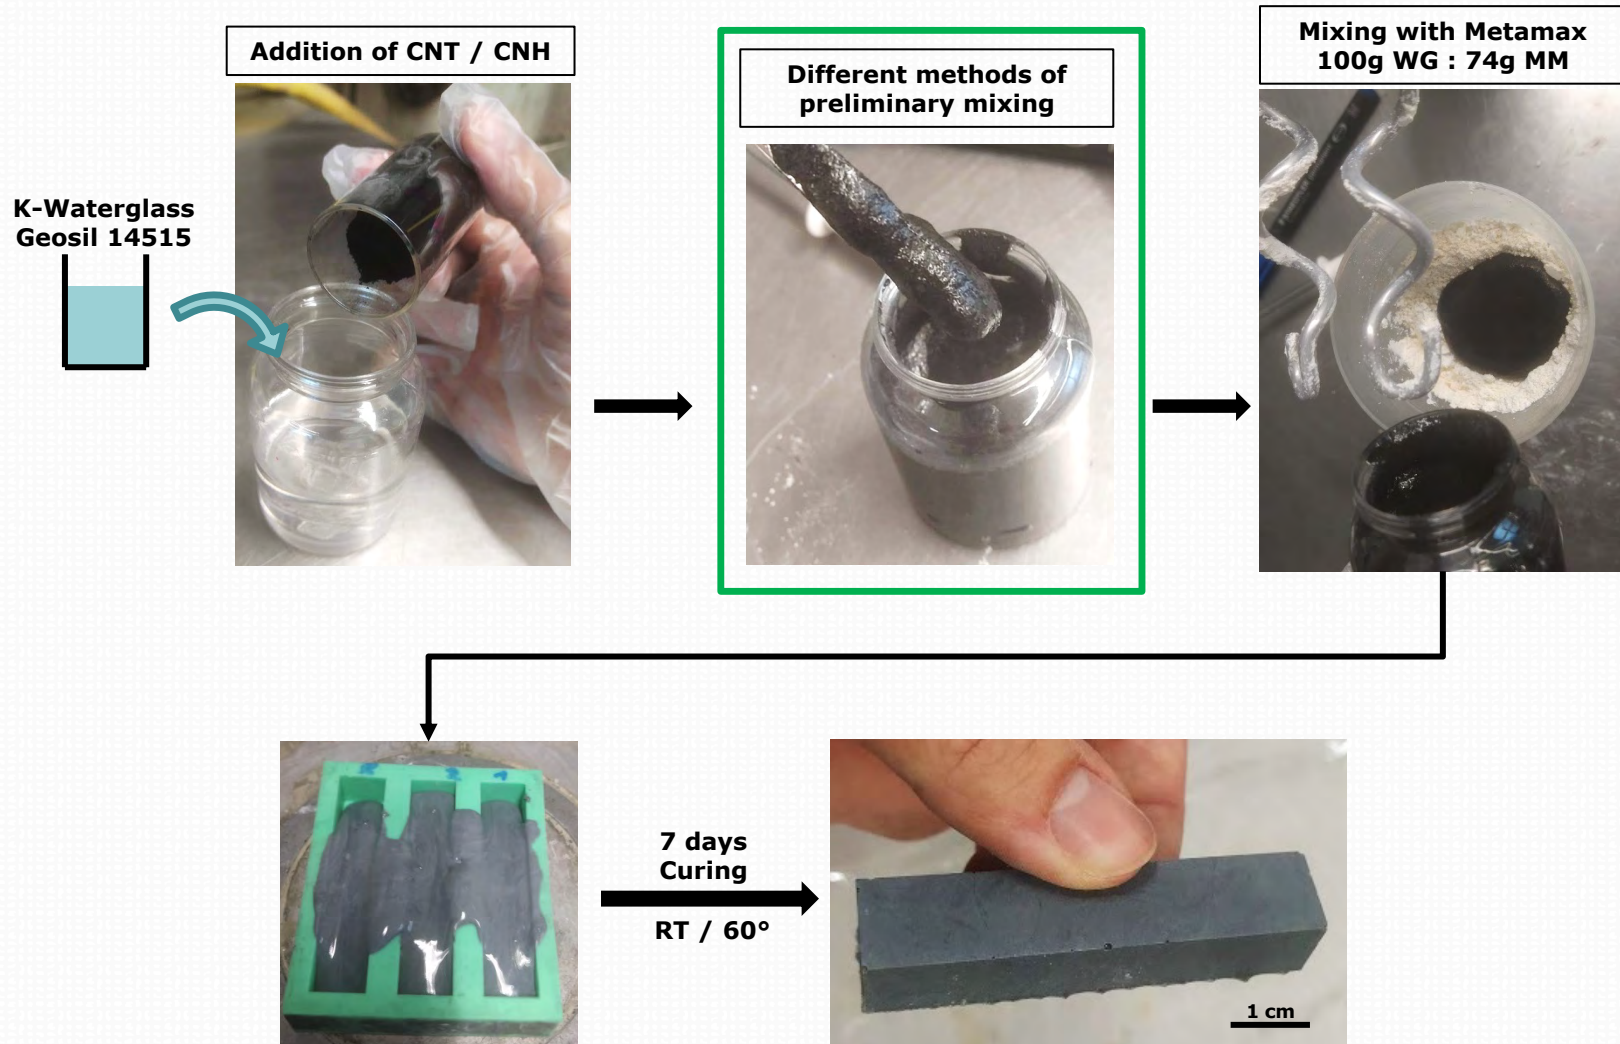 Addition of CNT / CNH
Different methods of
preliminary mixing
Mixing with Metamax
100g WG : 74g MM
K-Waterglass
Geosil 14515
7 days
Curing
RT / 60°
1 cm